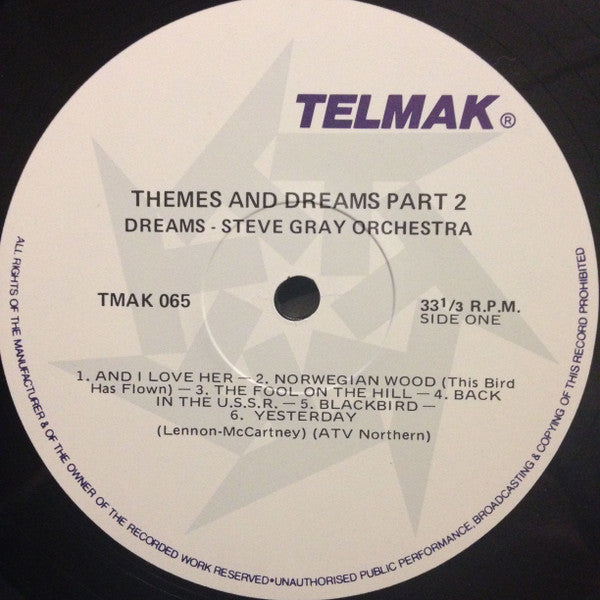 TELMAK®
THEMES AND DREAMS PART 2
DREAMS - STEVE GRAY ORCHESTRA
TMAK 065
33⅓ R.P.M.
SIDE ONE
1. AND I LOVE HER — 2. NORWEGIAN WOOD (This Bird
Has Flown) — 3. THE FOOL ON THE HILL — 4. BACK
IN THE U.S.S.R. — 5. BLACKBIRD —
6. YESTERDAY
(Lennon-McCartney) (ATV Northern)
ALL RIGHTS OF THE MANUFACTURER & OF THE OWNER OF THE RECORDED WORK RESERVED•UNAUTHORISED PUBLIC PERFORMANCE, BROADCASTING & COPYING OF THIS RECORD PROHIBITED